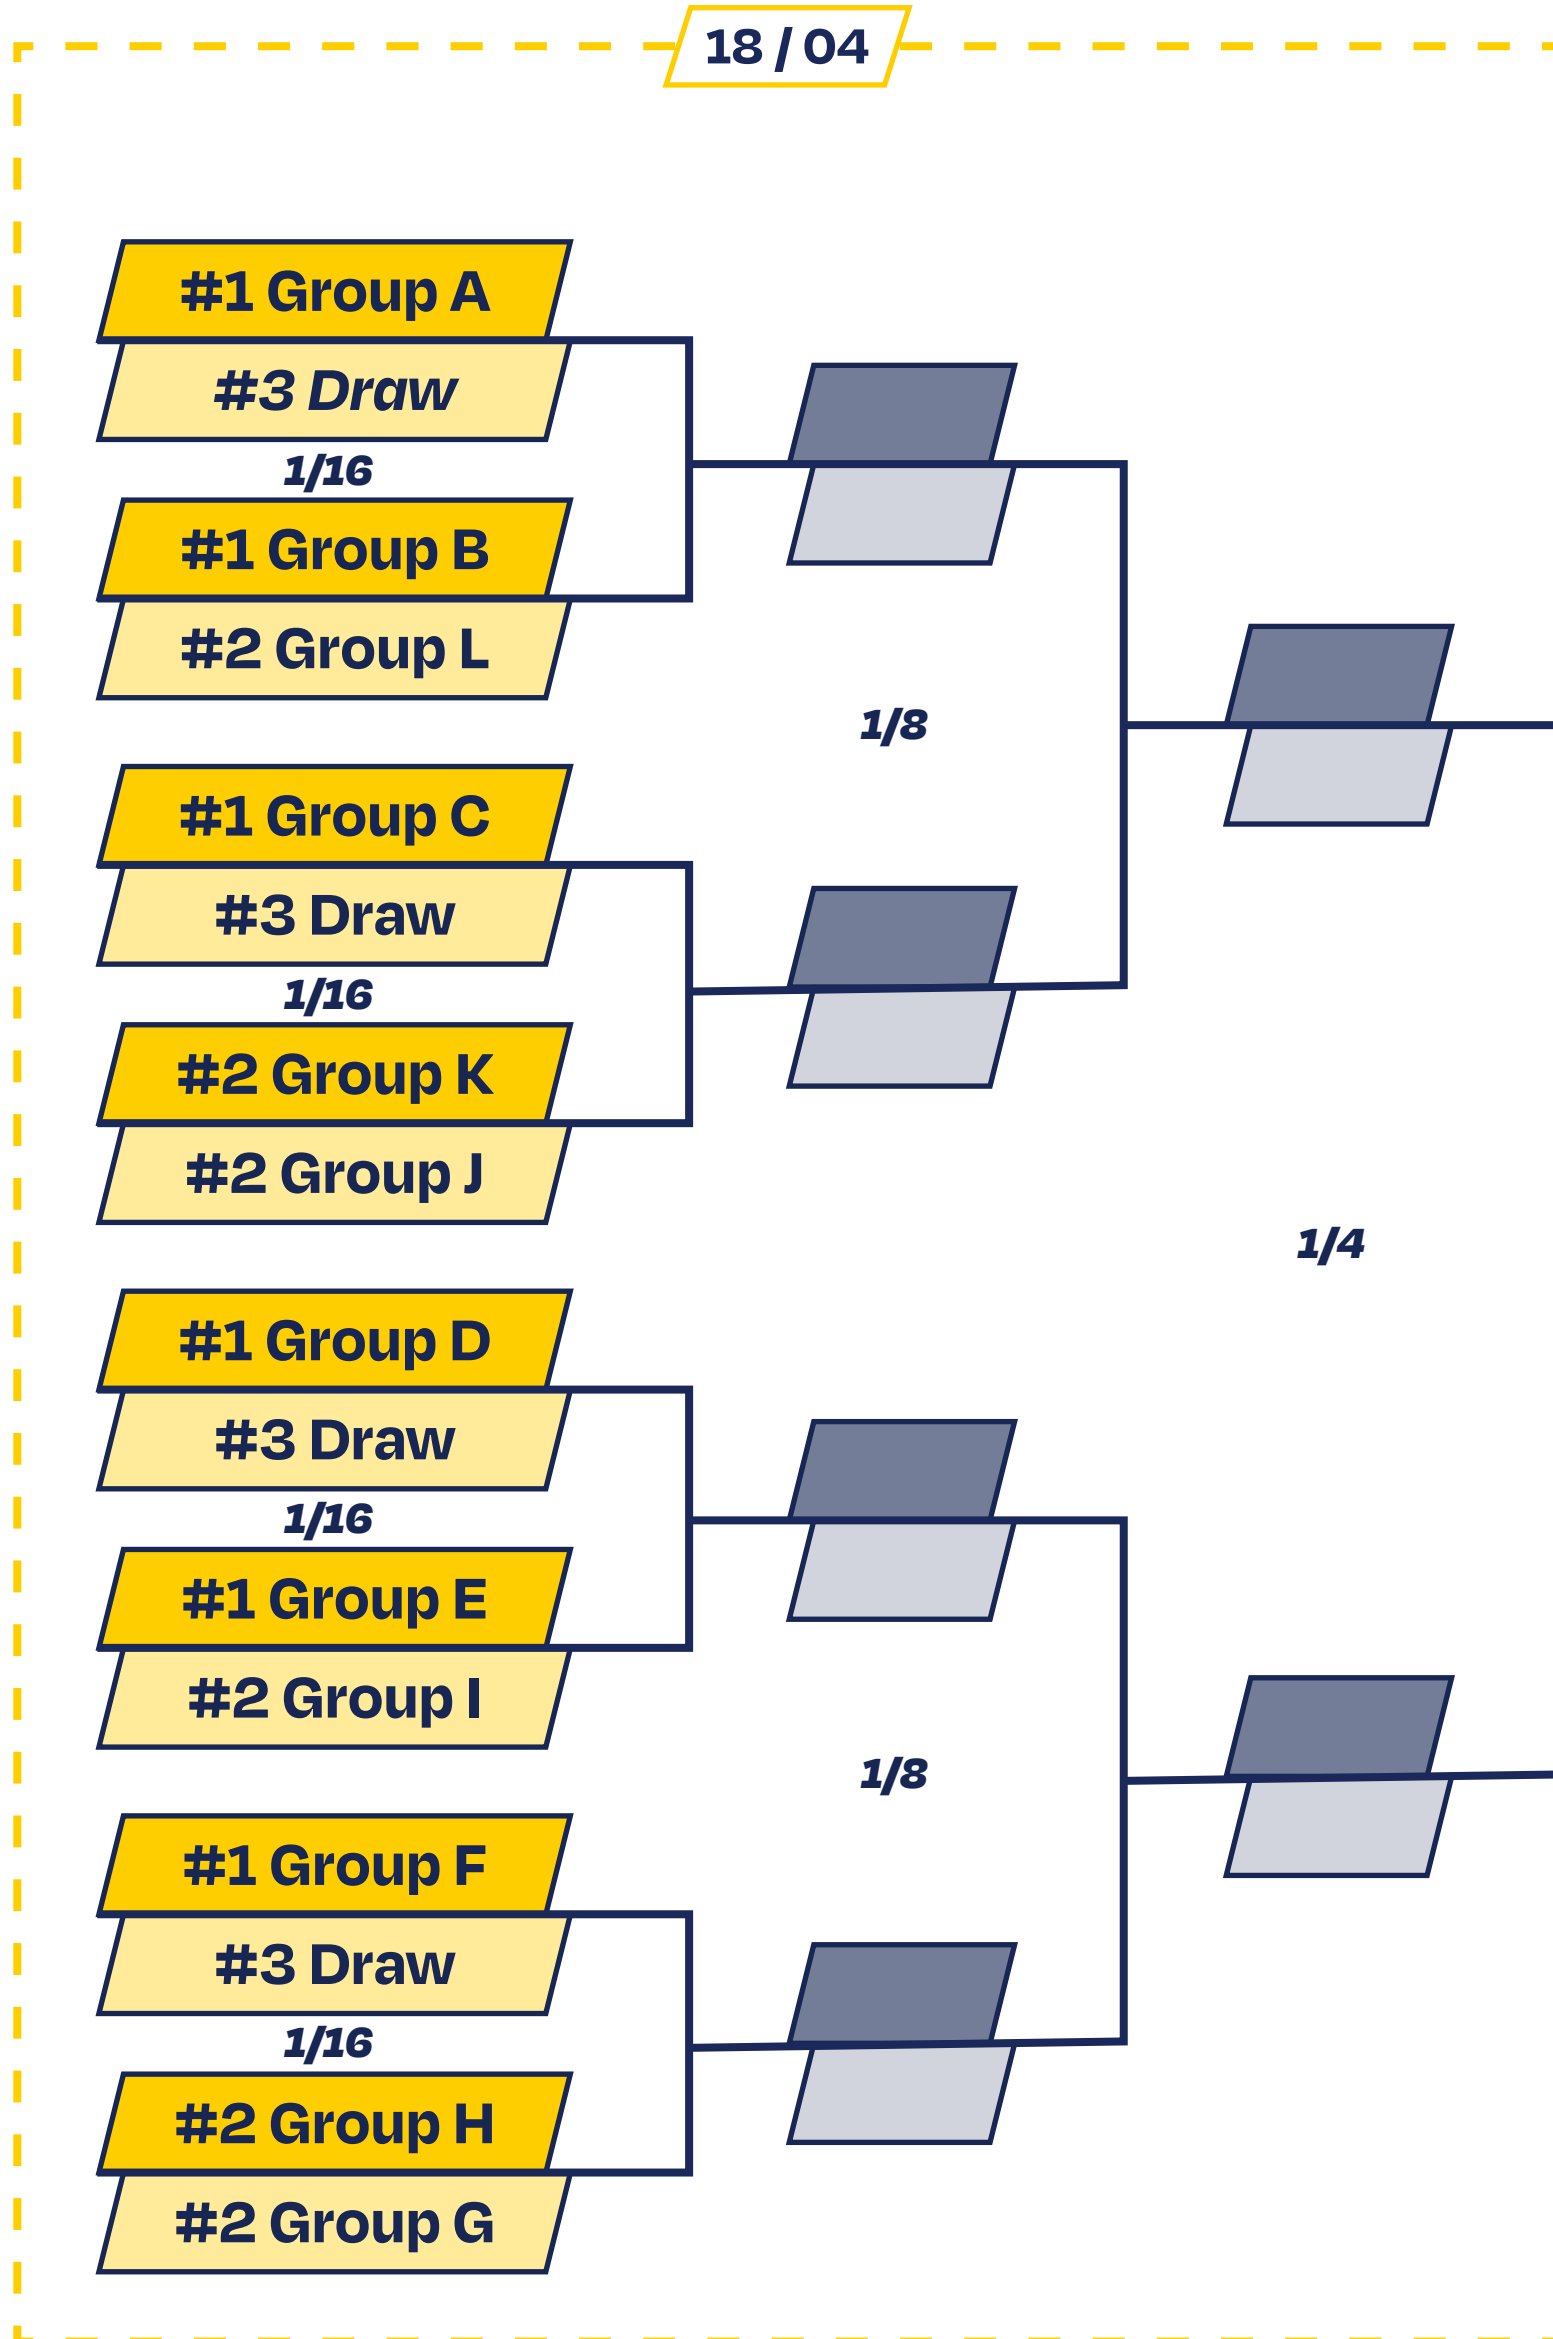 18 / 04
#1 Group A
#3 Draw
1/16
#1 Group B
#2 Group L
1/8
#1 Group C
#3 Draw
1/16
#2 Group K
#2 Group J
1/4
#1 Group D
#3 Draw
1/16
#1 Group E
#2 Group I
1/8
#1 Group F
#3 Draw
1/16
#2 Group H
#2 Group G